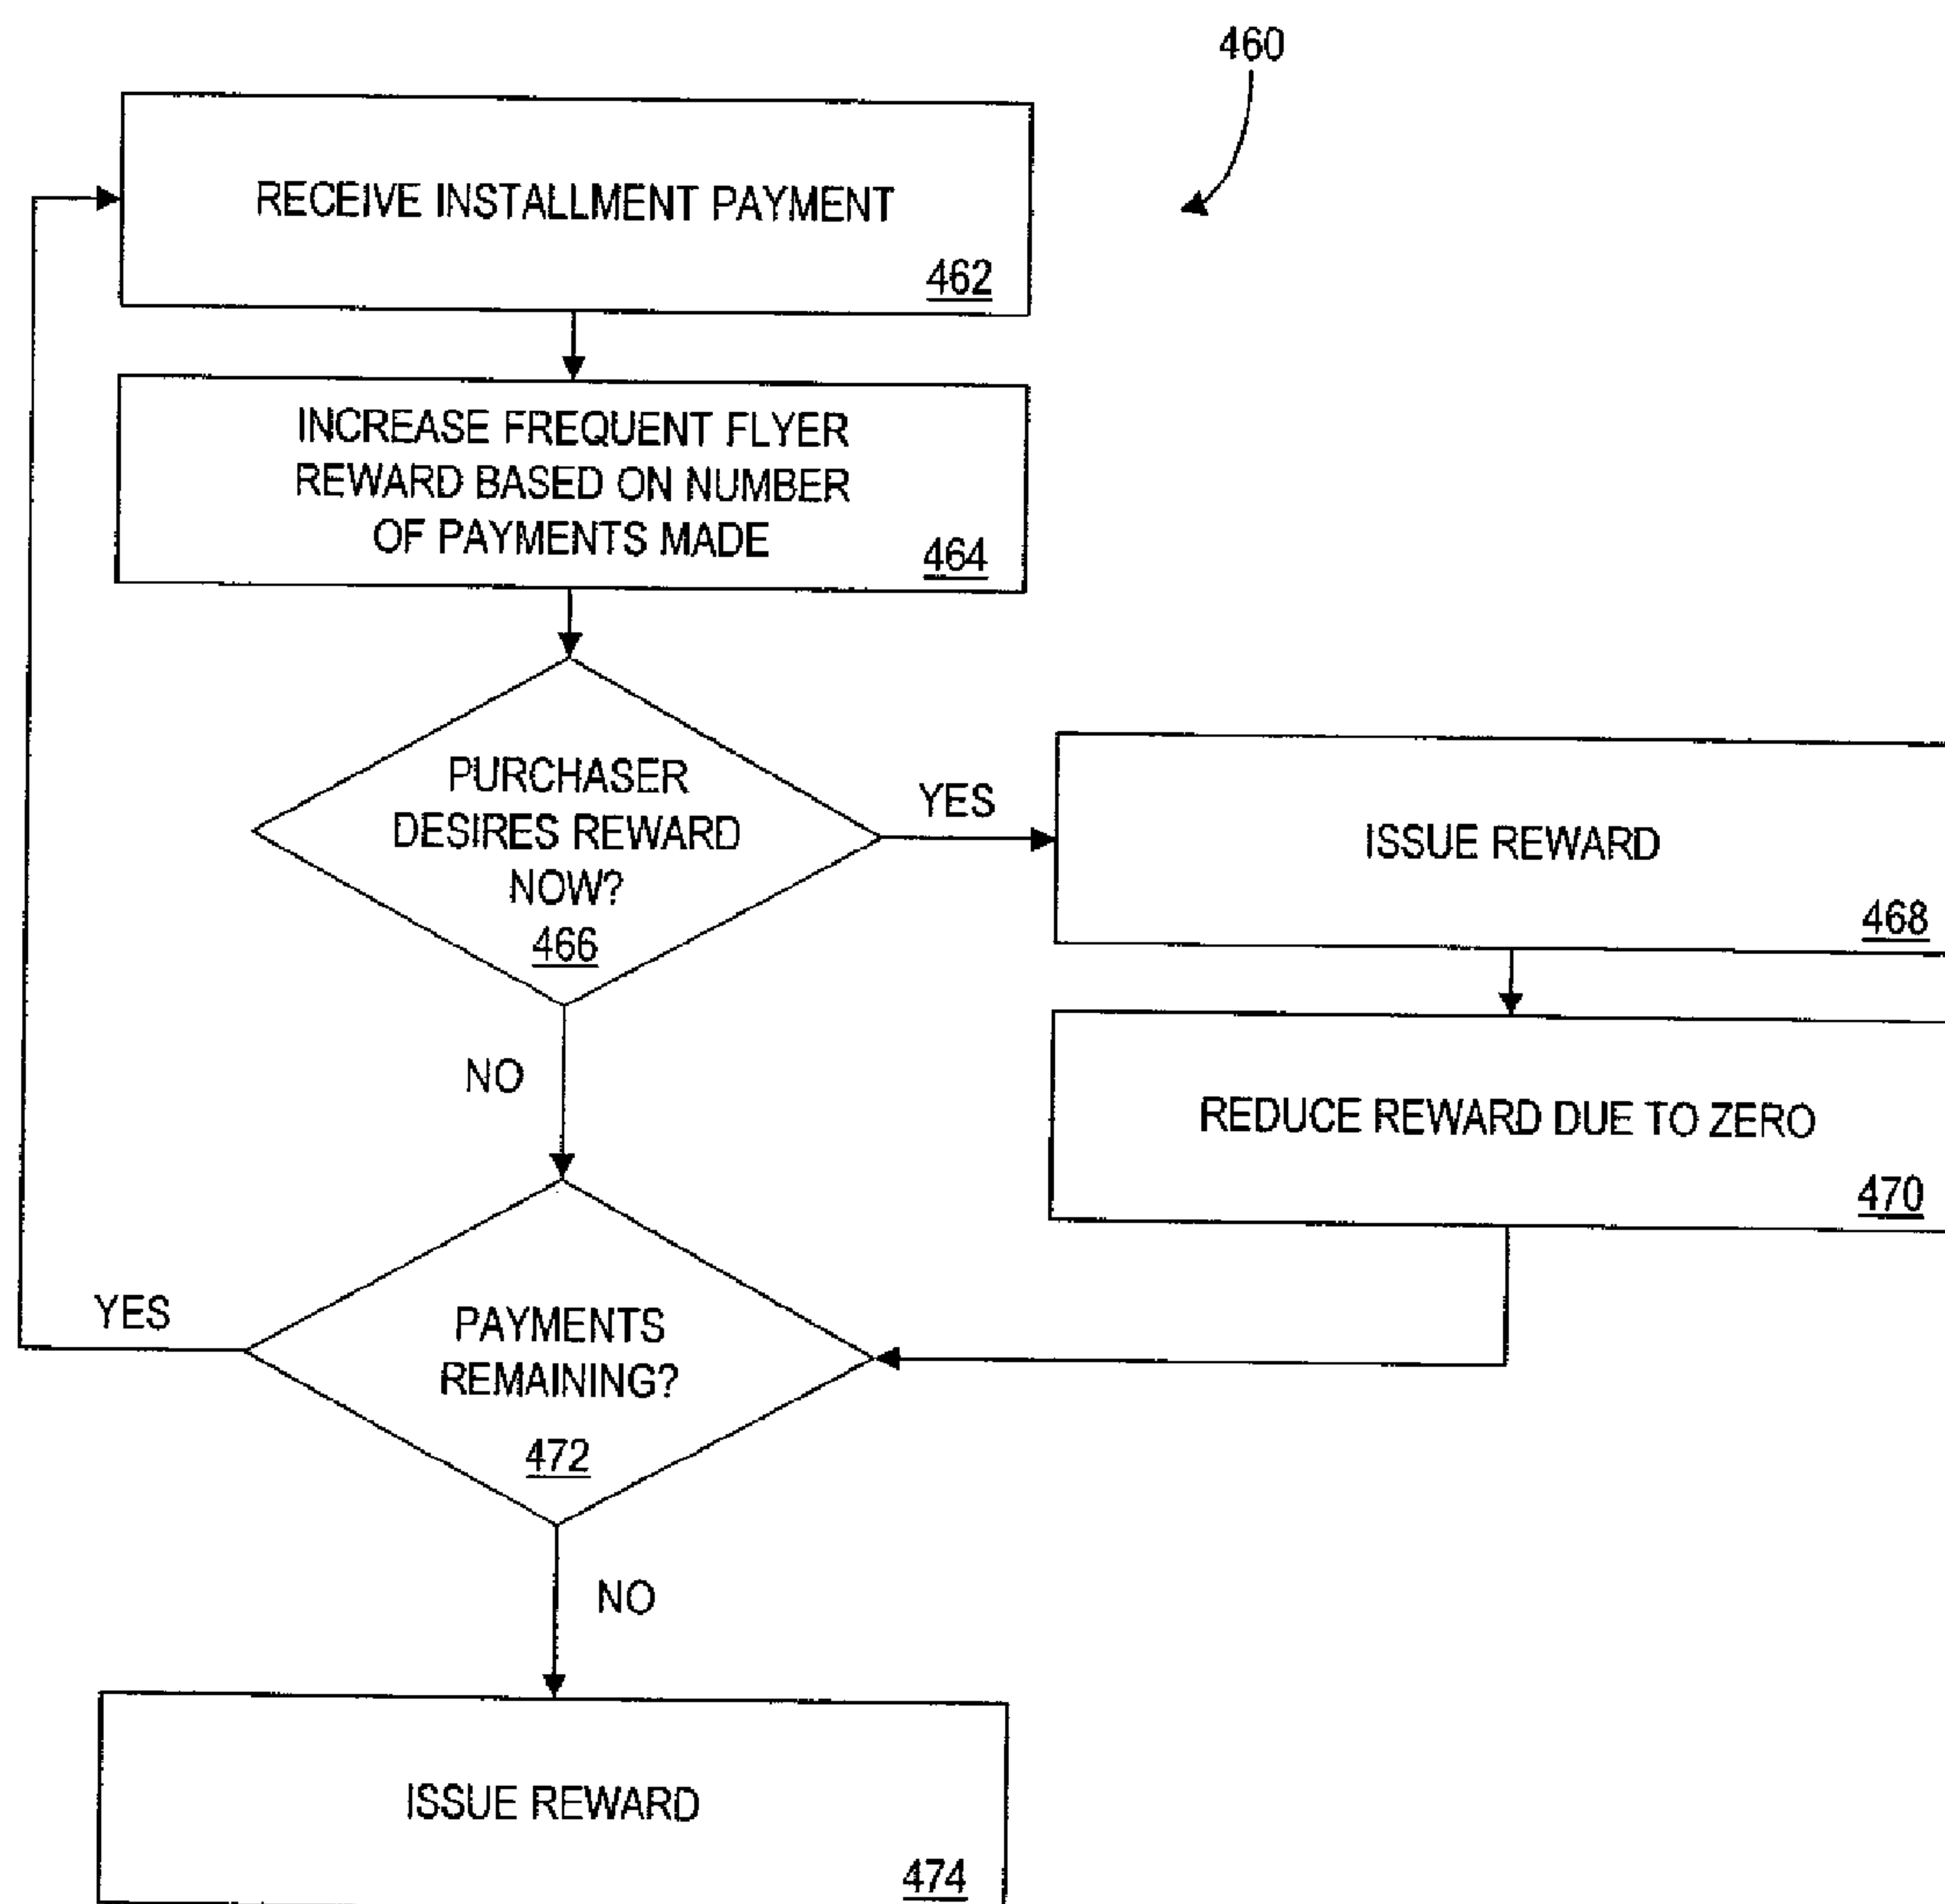 460
RECEIVE INSTALLMENT PAYMENT
462
INCREASE FREQUENT FLYER
REWARD BASED ON NUMBER
OF PAYMENTS MADE
464
PURCHASER
DESIRES REWARD
NOW?
466
YES
ISSUE REWARD
468
NO
REDUCE REWARD DUE TO ZERO
470
YES
PAYMENTS
REMAINING?
472
NO
ISSUE REWARD
474